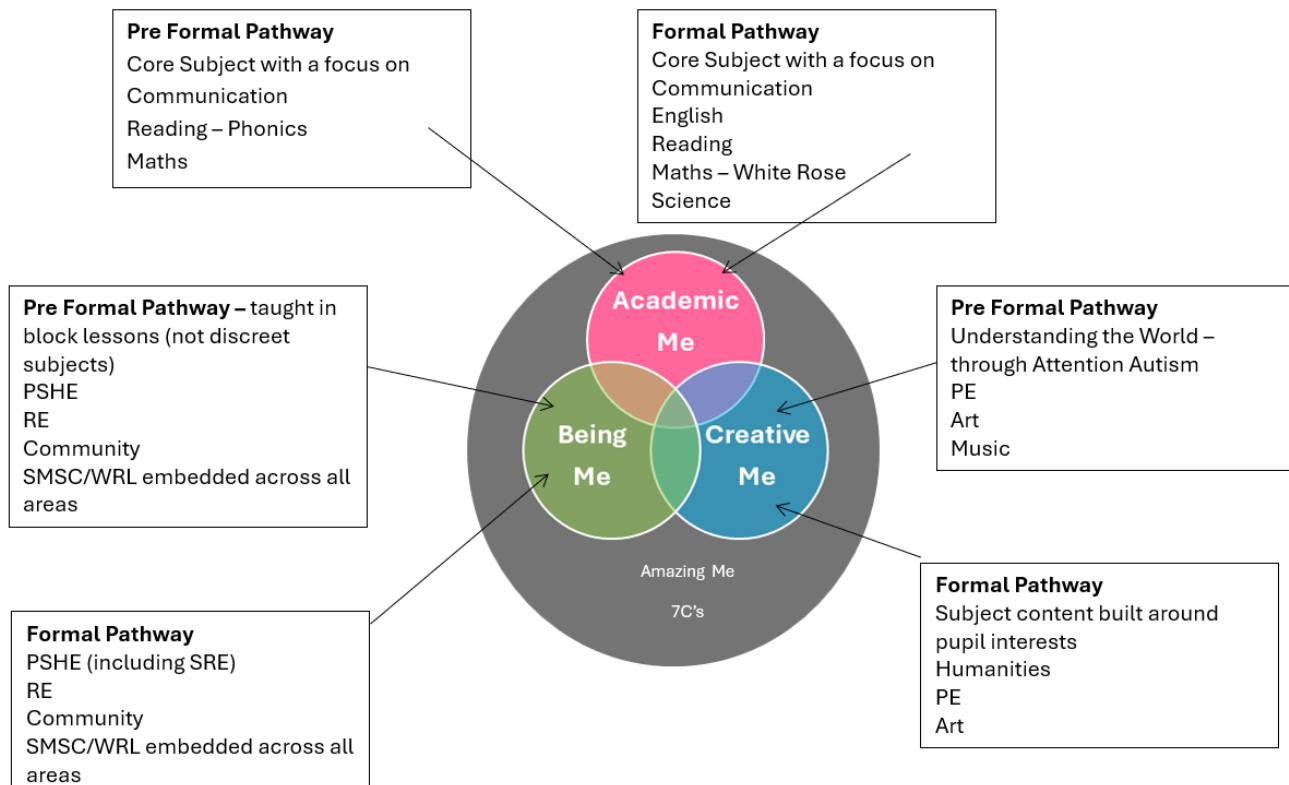 Pre Formal Pathway
Core Subject with a focus on
Communication
Reading – Phonics
Maths
Formal Pathway
Core Subject with a focus on
Communication
English
Reading
Maths – White Rose
Science
Academic
Me
Pre Formal Pathway – taught in
block lessons (not discreet
subjects)
PSHE
RE
Community
SMSC/WRL embedded across all
areas
Being
Me
Creative
Me
Pre Formal Pathway
Understanding the World –
through Attention Autism
PE
Art
Music
Amazing Me
7C's
Formal Pathway
PSHE (including SRE)
RE
Community
SMSC/WRL embedded across all
areas
Formal Pathway
Subject content built around
pupil interests
Humanities
PE
Art